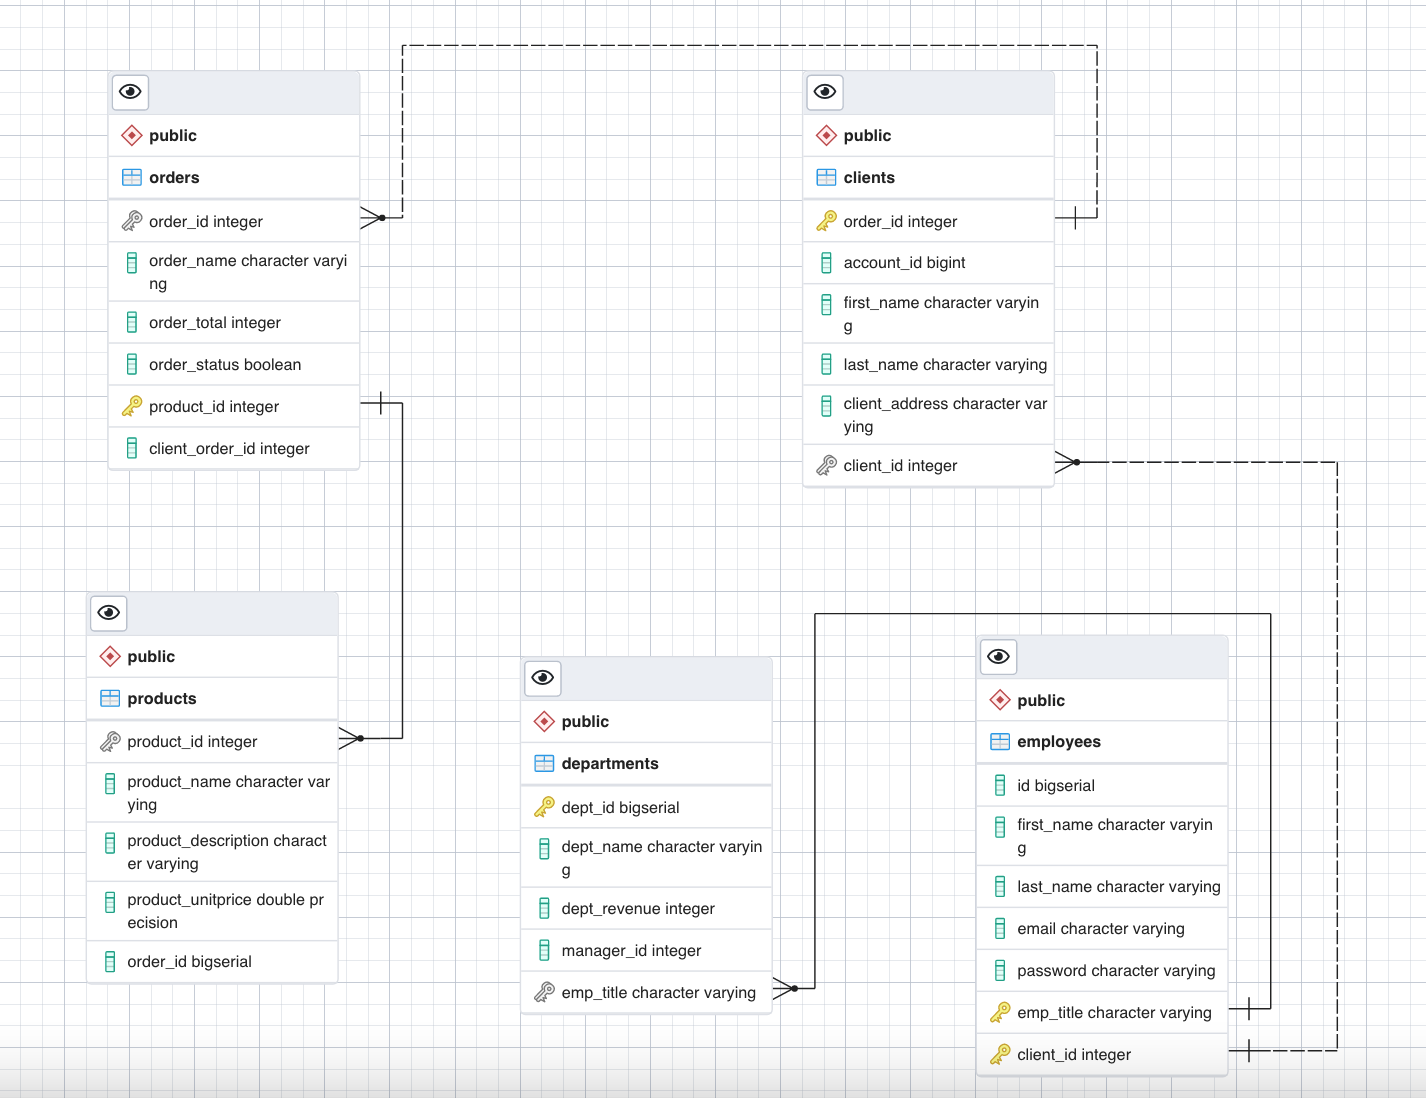 public
orders
order_id integer
order_name character varyi
ng
order_total integer
order_status boolean
product_id integer
client_order_id integer
public
clients
order_id integer
account_id bigint
first_name character varyin
g
last_name character varying
client_address character var
ying
client_id integer
public
products
product_id integer
product_name character var
ying
product_description charact
er varying
product_unitprice double pr
ecision
order_id bigserial
public
departments
dept_id bigserial
dept_name character varyin
g
dept_revenue integer
manager_id integer
emp_title character varying
public
employees
id bigserial
first_name character varyin
g
last_name character varying
email character varying
password character varying
emp_title character varying
client_id integer